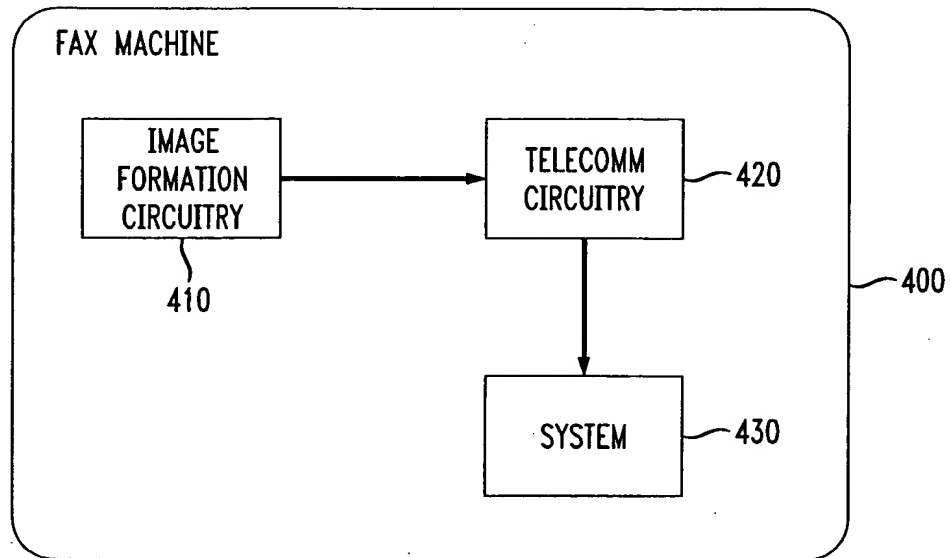 FAX MACHINE
IMAGE
FORMATION
CIRCUITRY
410
TELECOMM
CIRCUITRY
420
400
SYSTEM
430